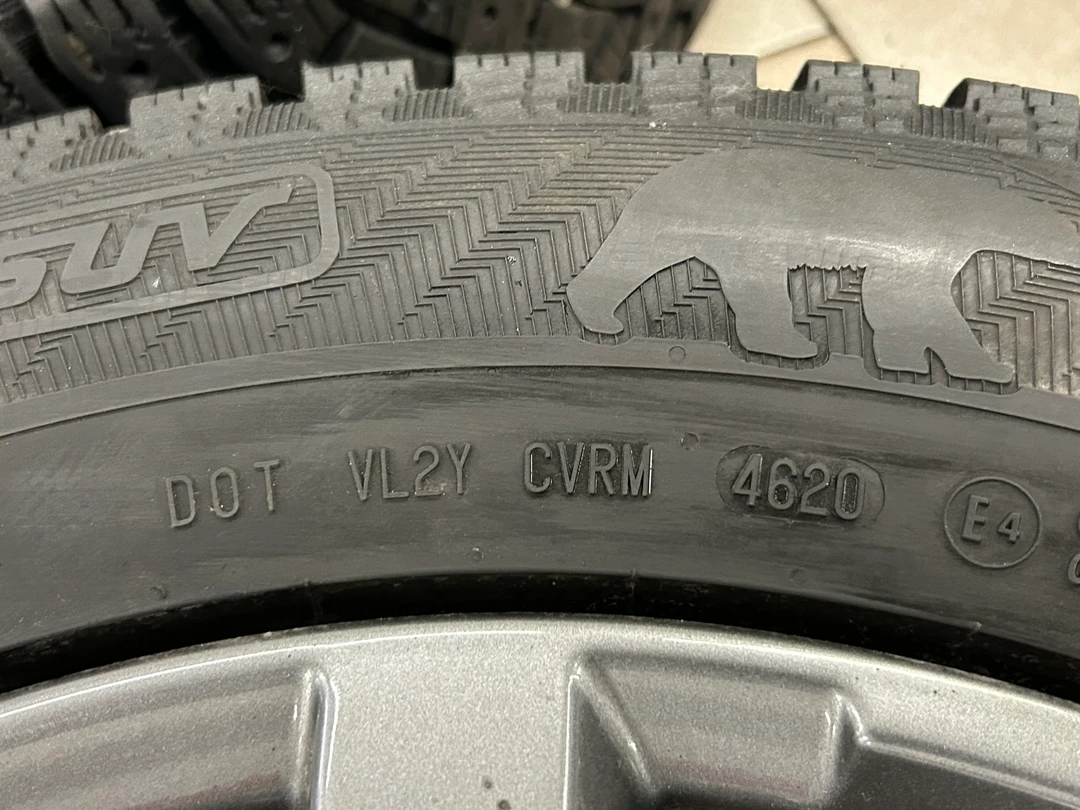 SUV
DOT VL2Y CVRM 4620 E4